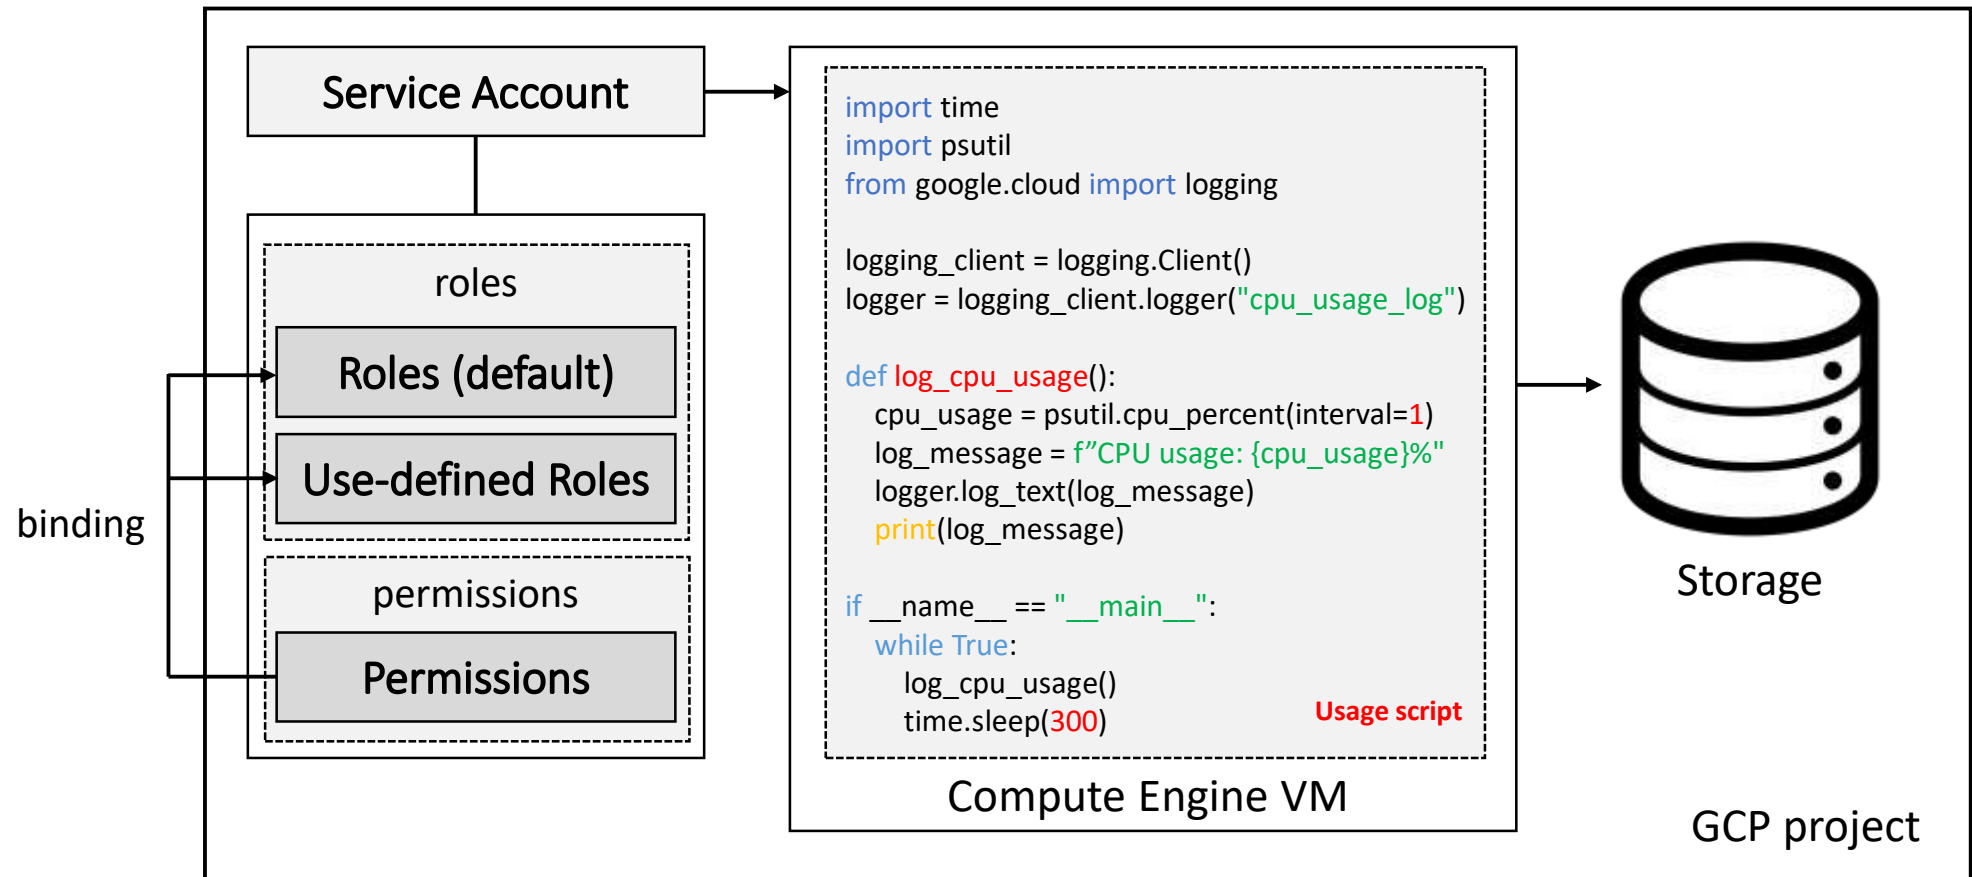 Service Account
roles
Roles (default)
Use-defined Roles
binding
permissions
Permissions
import time
import psutil
from google.cloud import logging
logging_client = logging.Client()
logger = logging_client.logger("cpu_usage_log")
def log_cpu_usage():
cpu_usage = psutil.cpu_percent(interval=1)
log_message = f”CPU usage: {cpu_usage}%"
logger.log_text(log_message)
print(log_message)
if __name__ == "__main__":
while True:
log_cpu_usage()
time.sleep(300)
Usage script
Compute Engine VM
Storage
GCP project